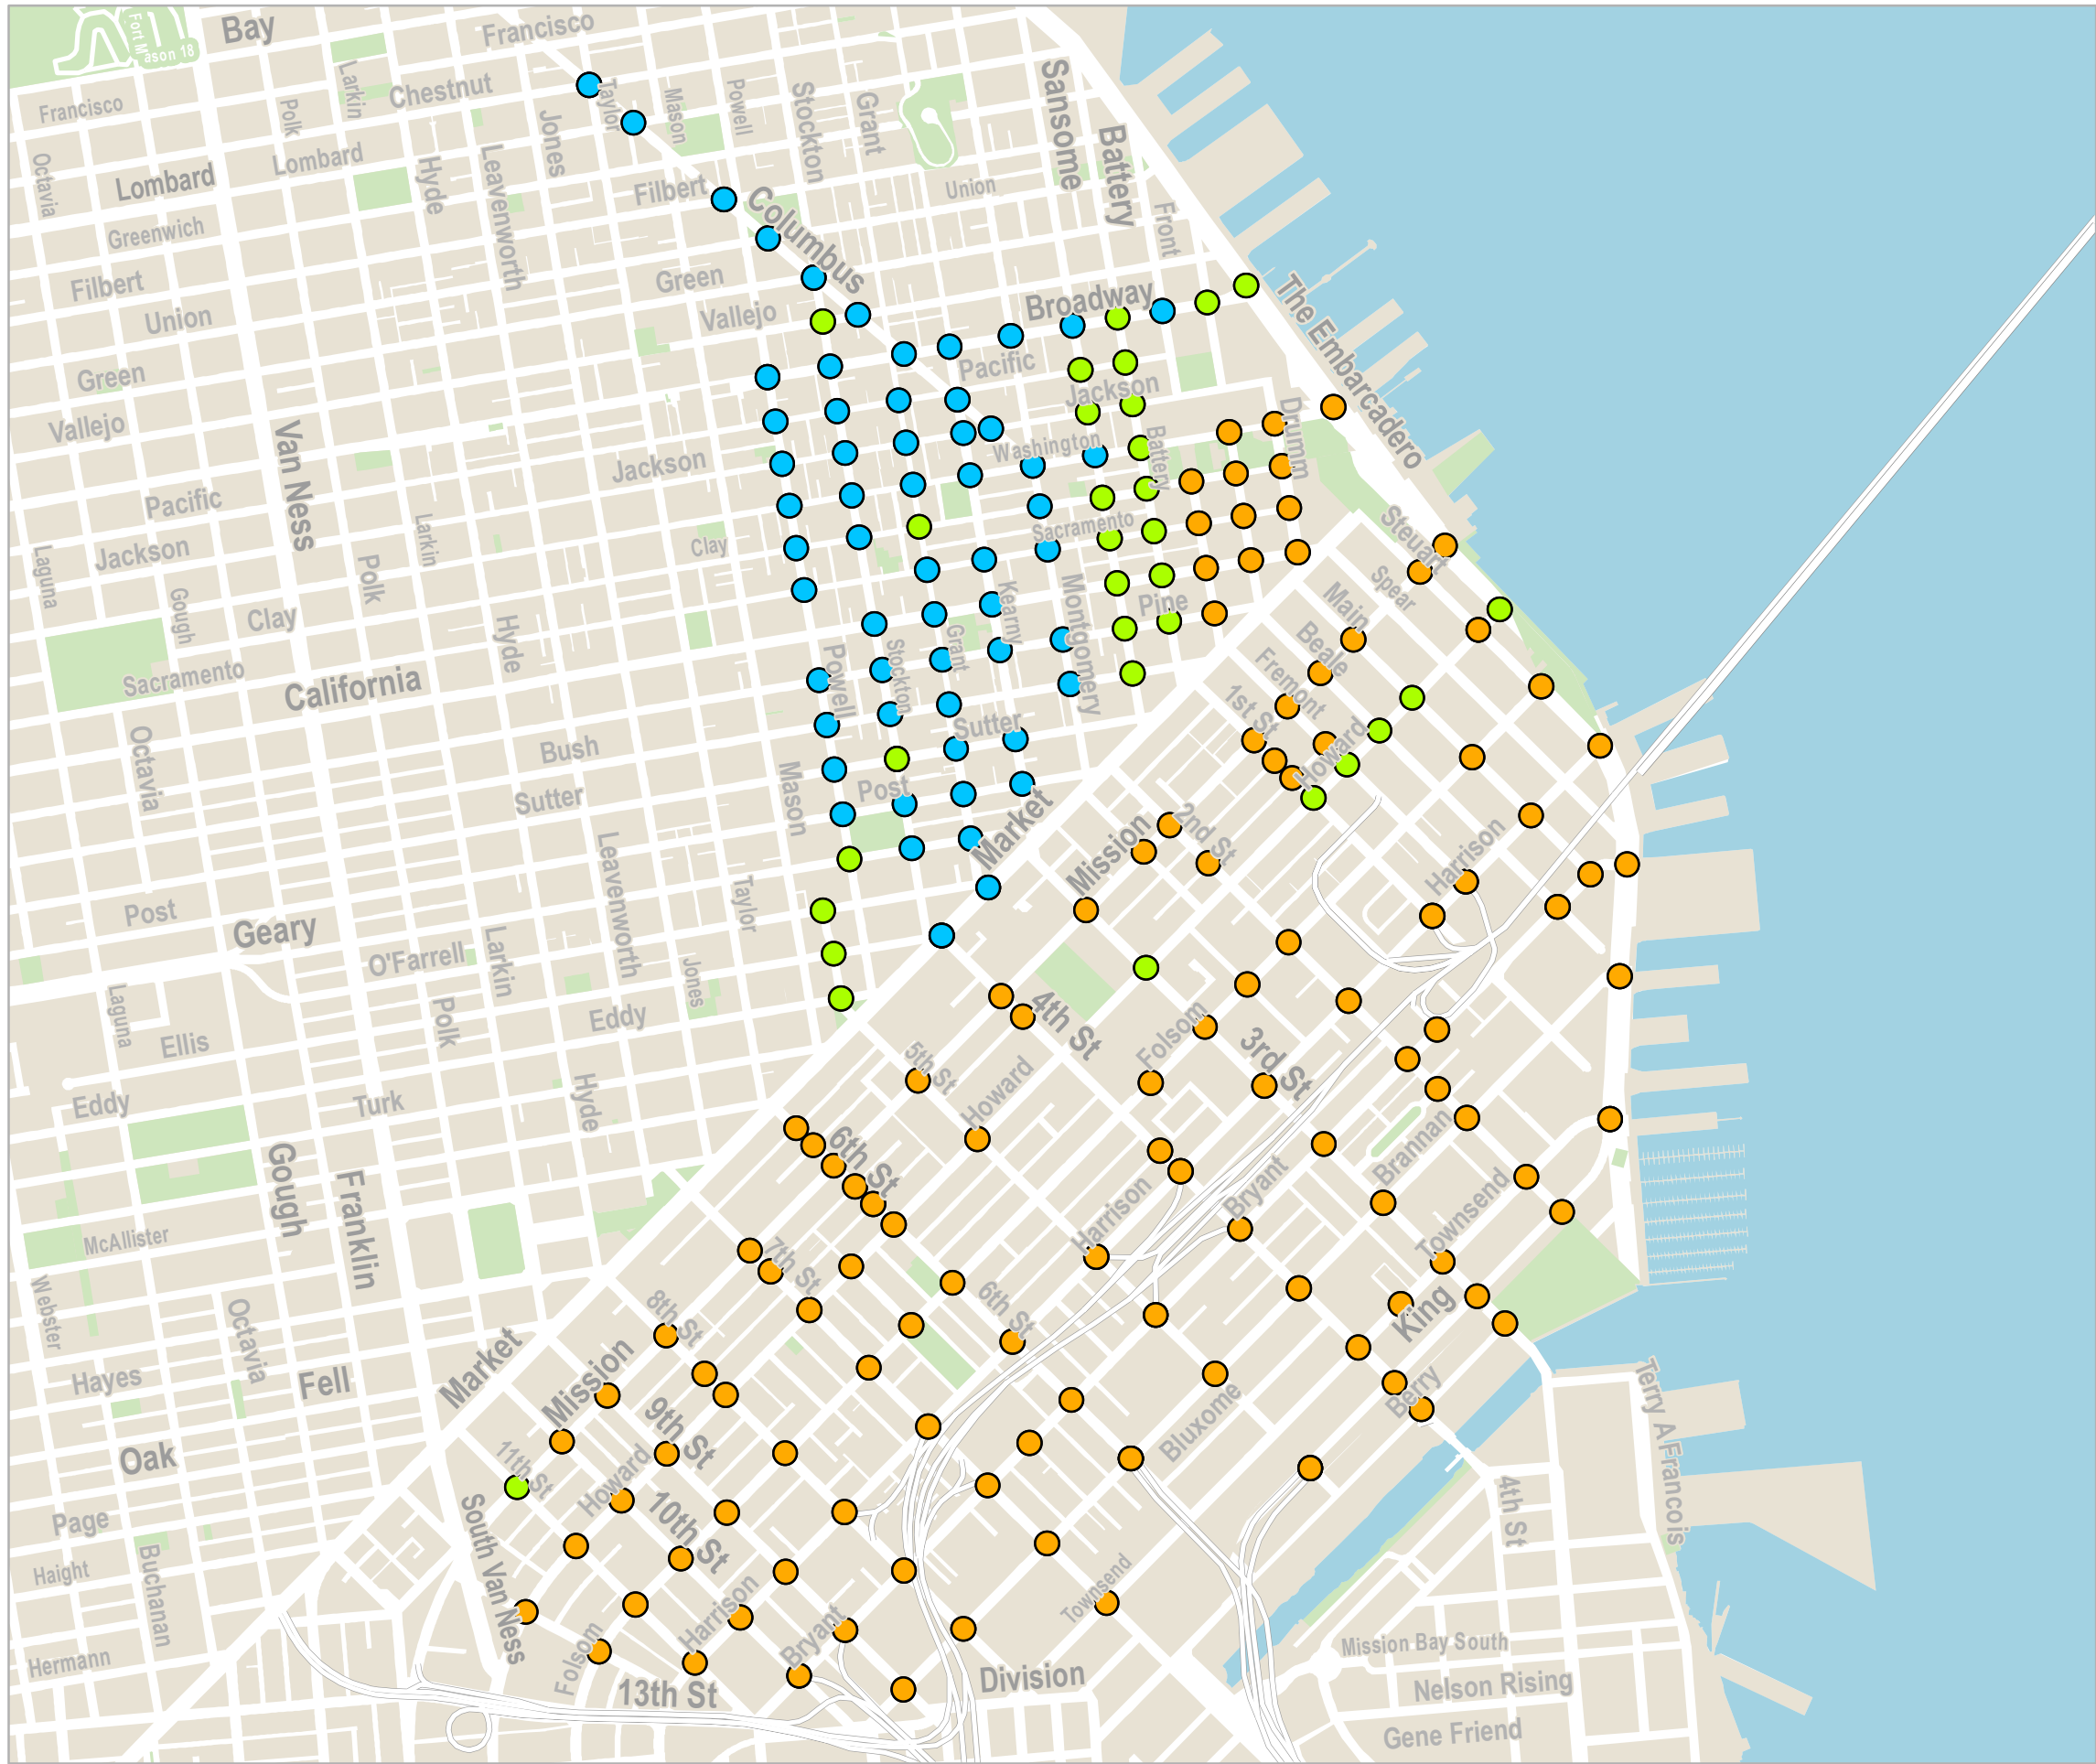 Bay
Francisco
Fort Mason 18
Francisco
Polk
Larkin
Chestnut
Jones
Taylor
Mason
Powell
Stockton
Grant
Sansome
Battery
Octavia
Lombard
Lombard
Hyde
Leavenworth
Filbert
Columbus
Union
Front
Greenwich
Filbert
Green
Broadway
The Embarcadero
Union
Vallejo
Pacific
Green
Jackson
Vallejo
Van Ness
Jackson
Washington
Battery
Drumm
Pacific
Larkin
Clay
Sacramento
Steuart
Jackson
Laguna
Polk
Gough
Clay
Hyde
Kearny
Montgomery
Pine
Main
Spear
Sacramento
California
Powell
Stockton
Grant
Beale
Fremont
1st St
Octavia
Bush
Sutter
Howard
Sutter
Mason
Post
Market
Mission
2nd St
Harrison
Post
Geary
O'Farrell
Larkin
Leavenworth
Taylor
Jones
Laguna
Polk
Eddy
4th St
Folsom
3rd St
Ellis
Eddy
Turk
Hyde
5th St
Howard
Gough
Franklin
6th St
Harrison
Bryant
Brannan
Townsend
McAllister
Webster
Octavia
7th St
6th St
8th St
King
Hayes
Fell
Market
Mission
9th St
Berry
Bluxome
Terry A Francois
Oak
11th St
Howard
10th St
4th St
Page
Haight
Buchanan
South Van Ness
Harrison
Townsend
Hermann
Folsom
Bryant
13th St
Division
Mission Bay South
Nelson Rising
Gene Friend